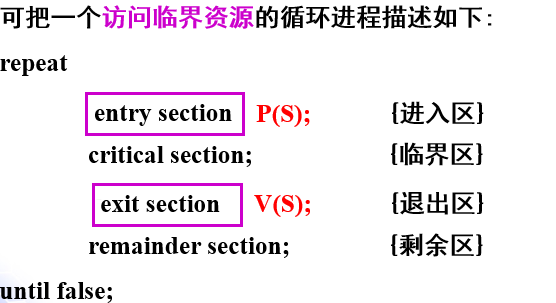 可把一个访问临界资源的循环进程描述如下：
repeat
entry section P(S); {进入区}
critical section; {临界区}
exit section V(S); {退出区}
remainder section; {剩余区}
until false;